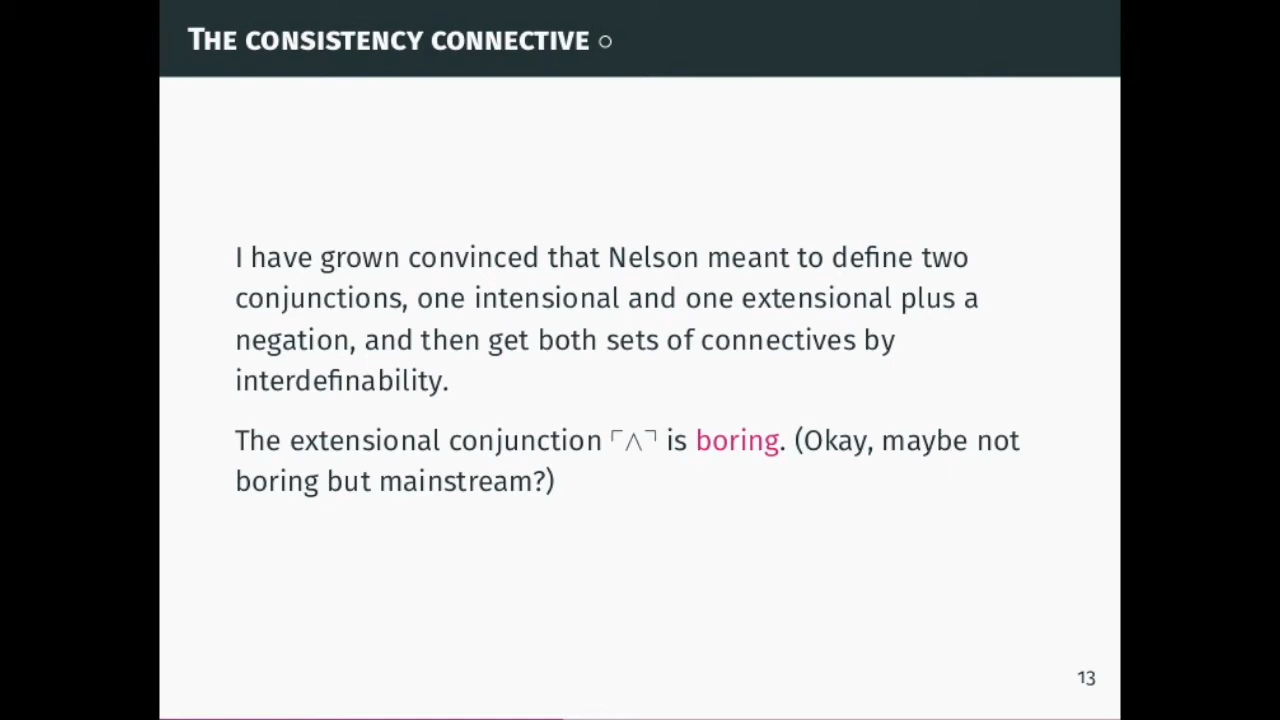 THE CONSISTENCY CONNECTIVE ○
I have grown convinced that Nelson meant to define two
conjunctions, one intensional and one extensional plus a
negation, and then get both sets of connectives by
interdefinability.
The extensional conjunction ⌜∧⌝ is boring. (Okay, maybe not
boring but mainstream?)
13